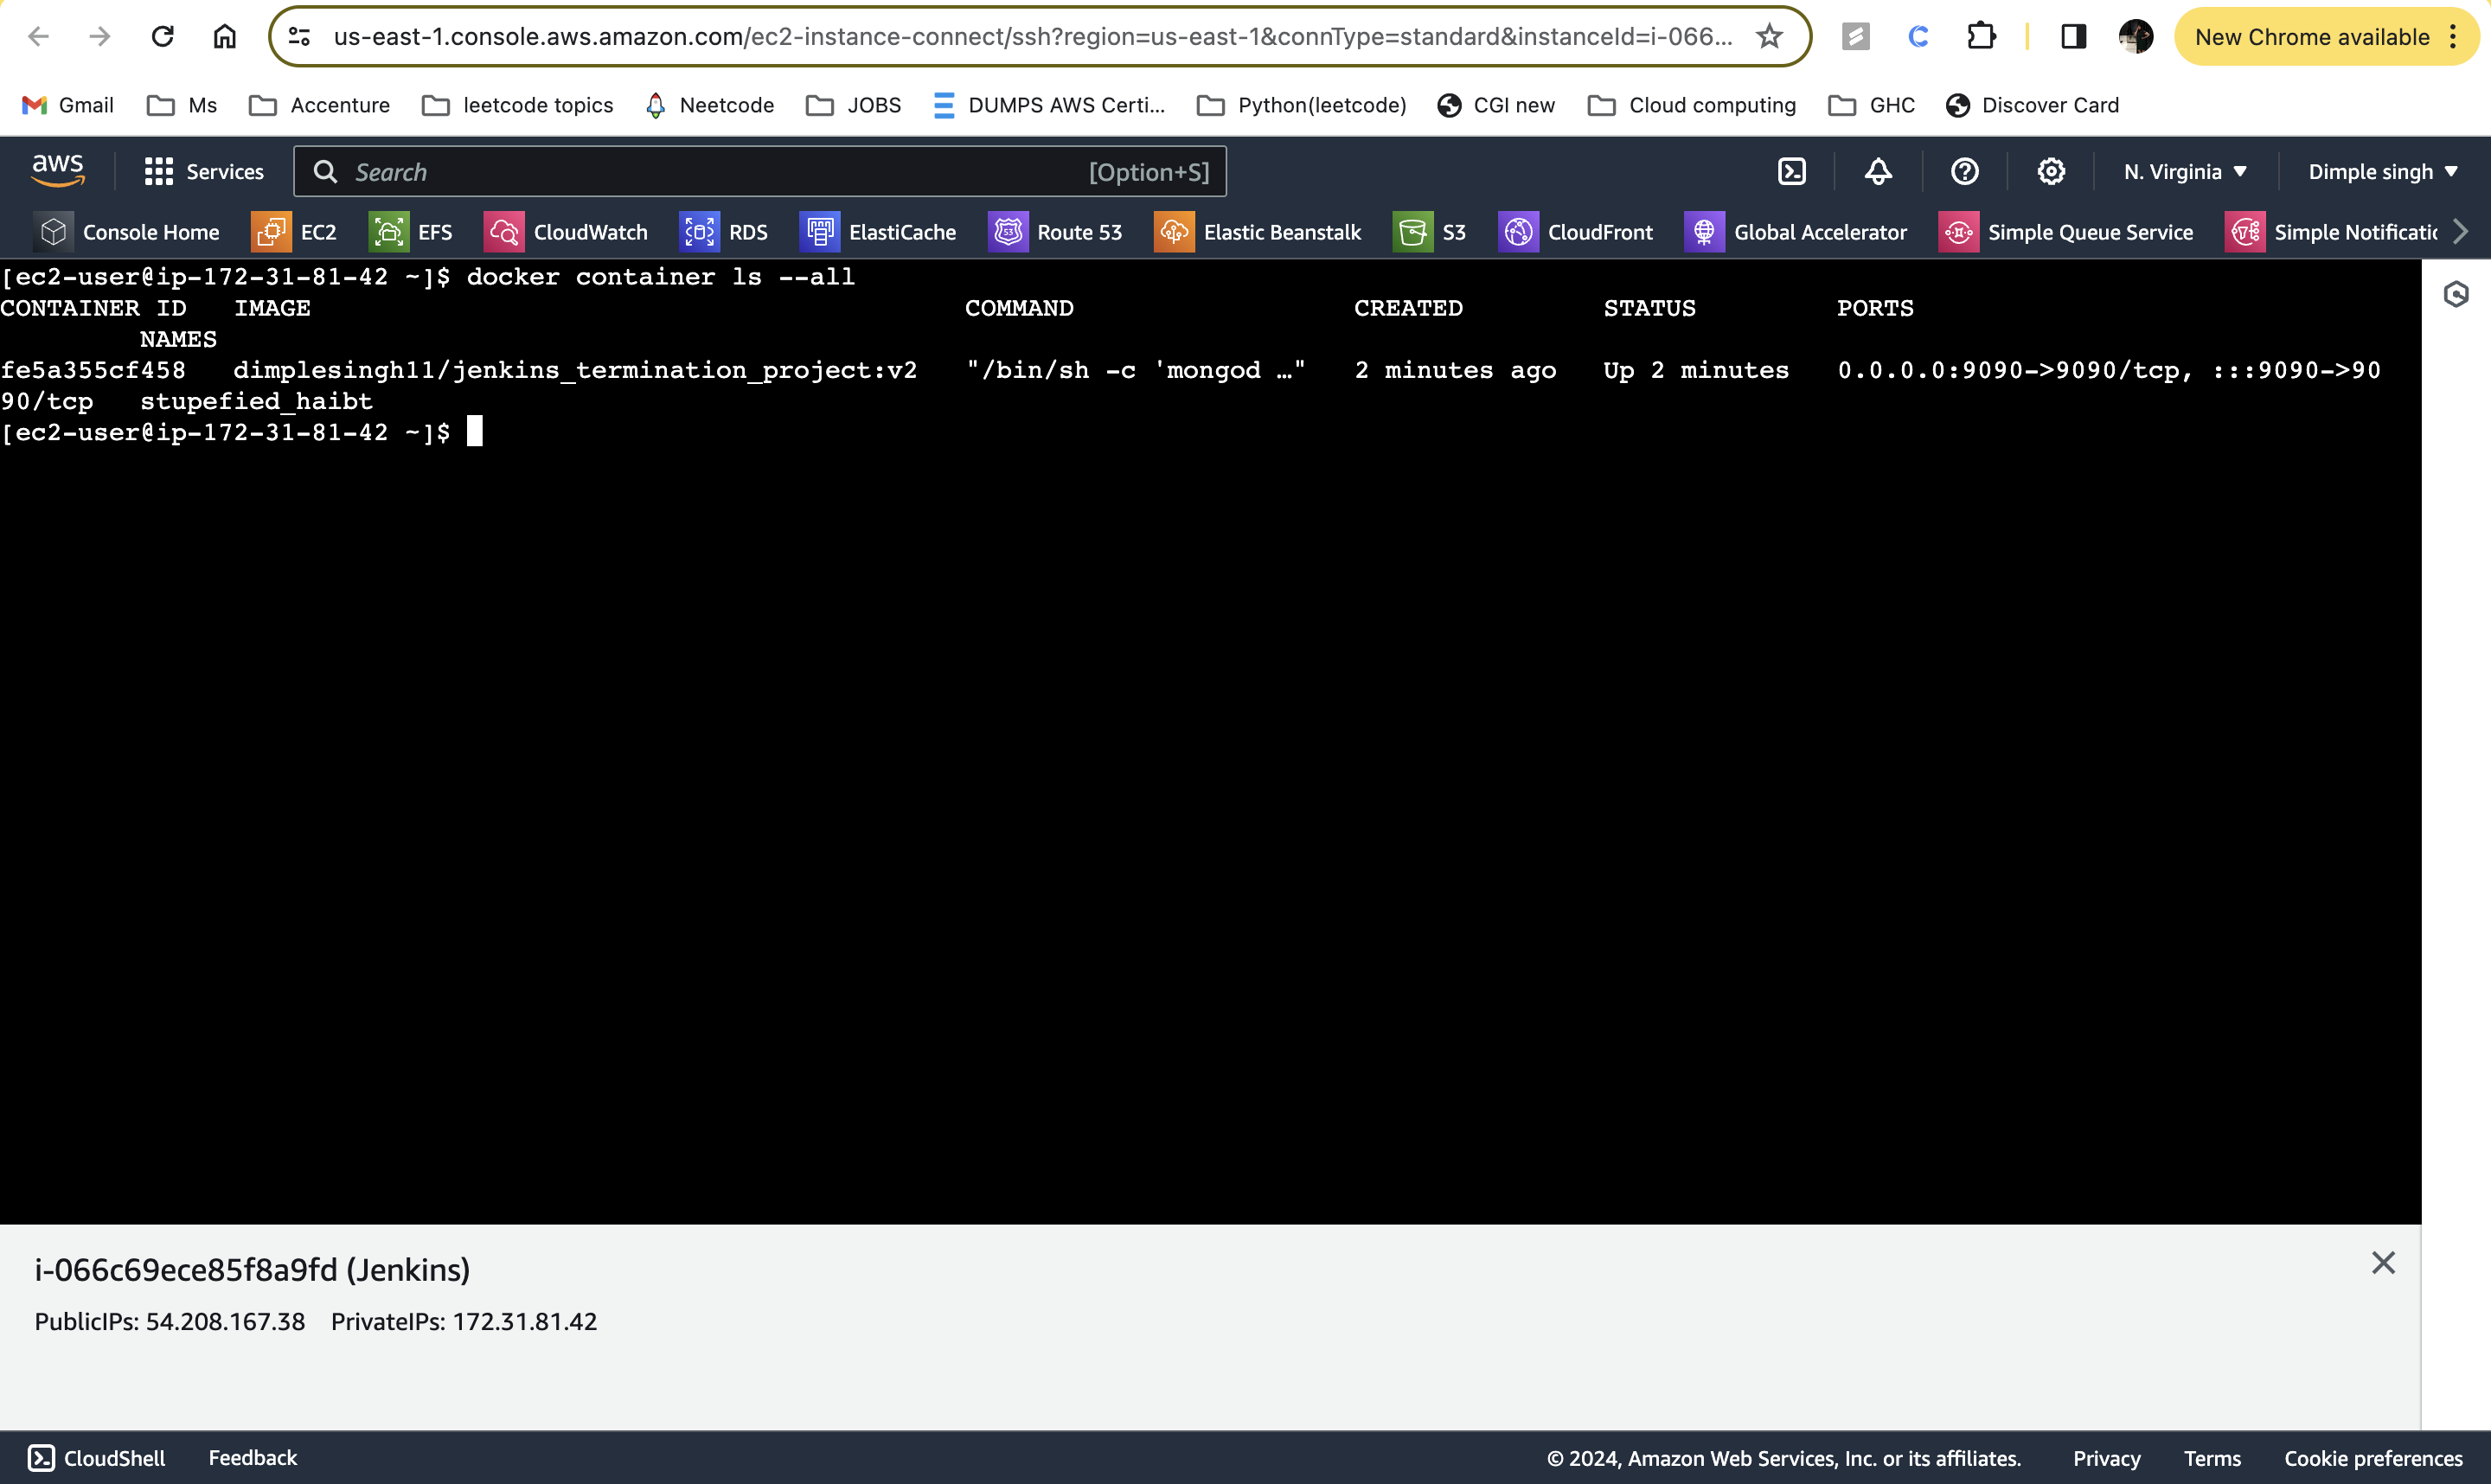 us-east-1.console.aws.amazon.com/ec2-instance-connect/ssh?region=us-east-1&connType=standard&instanceId=i-066... New Chrome available
Gmail Ms Accenture leetcode topics Neetcode JOBS DUMPS AWS Certi... Python(leetcode) CGI new Cloud computing GHC Discover Card
aws Services Search [Option+S] N. Virginia Dimple singh
Console Home EC2 EFS CloudWatch RDS ElastiCache Route 53 Elastic Beanstalk S3 CloudFront Global Accelerator Simple Queue Service Simple Notificatic
[ec2-user@ip-172-31-81-42 ~]$ docker container ls --all
CONTAINER ID IMAGE COMMAND CREATED STATUS PORTS
NAMES
fe5a355cf458 dimplesingh11/jenkins_termination_project:v2 "/bin/sh -c 'mongod …" 2 minutes ago Up 2 minutes 0.0.0.0:9090->9090/tcp, :::9090->90
90/tcp stupefied_haibt
[ec2-user@ip-172-31-81-42 ~]$
i-066c69ece85f8a9fd (Jenkins)
PublicIPs: 54.208.167.38 PrivateIPs: 172.31.81.42
CloudShell Feedback © 2024, Amazon Web Services, Inc. or its affiliates. Privacy Terms Cookie preferences